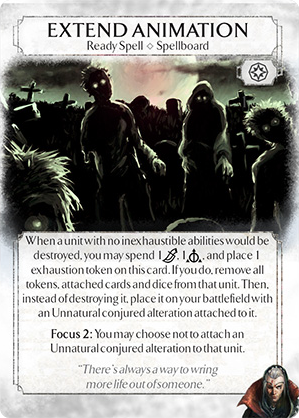 EXTEND ANIMATION
Ready Spell ⟡ Spellboard
When a unit with no inexhaustible abilities would be
destroyed, you may spend 1, 1, and place 1
exhaustion token on this card. If you do, remove all
tokens, attached cards and dice from that unit. Then,
instead of destroying it, place it on your battlefield with
an Unnatural conjured alteration attached to it.
Focus 2: You may choose not to attach an
Unnatural conjured alteration to that unit.
“There’s always a way to wring
more life out of someone.”